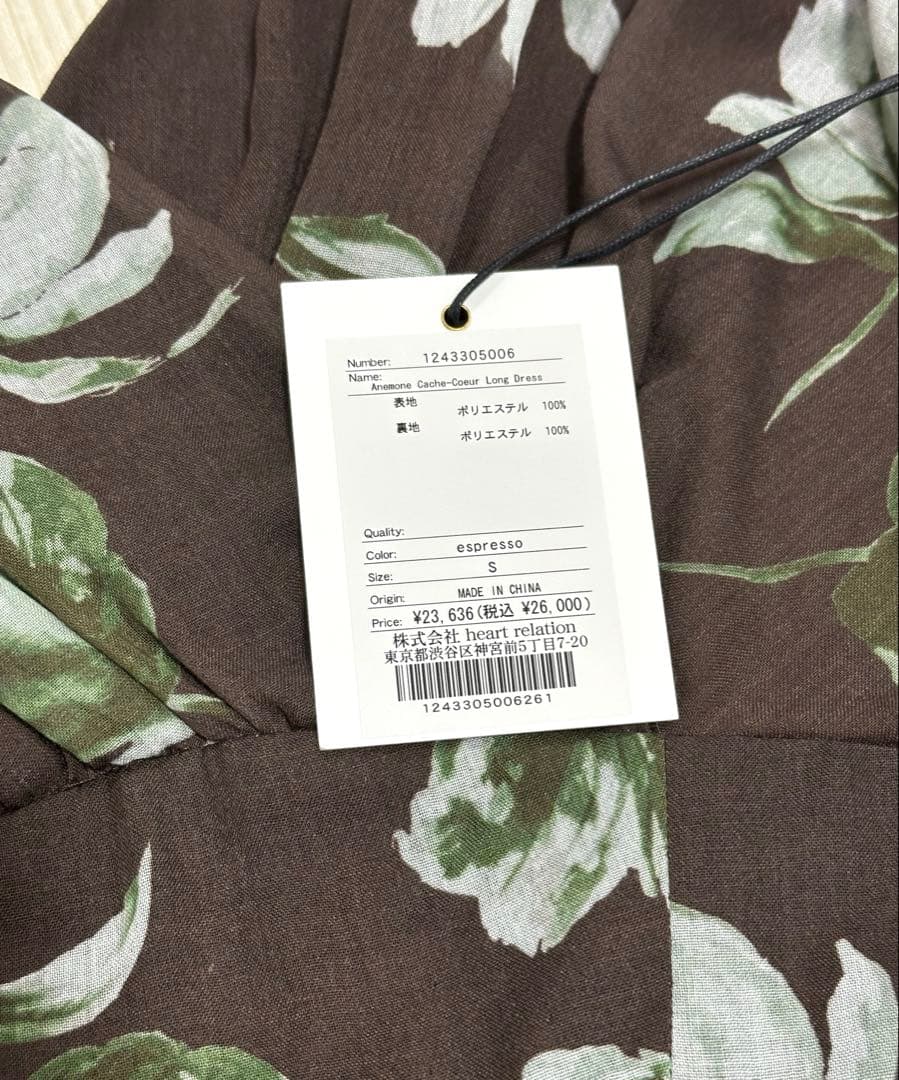 Number: 1243305006
Name:
Anemone Cache-Coeur Long Dress
表地 ポリエステル 100%
裏地 ポリエステル 100%
Quality:
Color: espresso
Size: S
Origin: MADE IN CHINA
Price: ¥23,636(税込 ¥26,000)
株式会社 heart relation
東京都渋谷区神宮前5丁目7-20
1243305006261